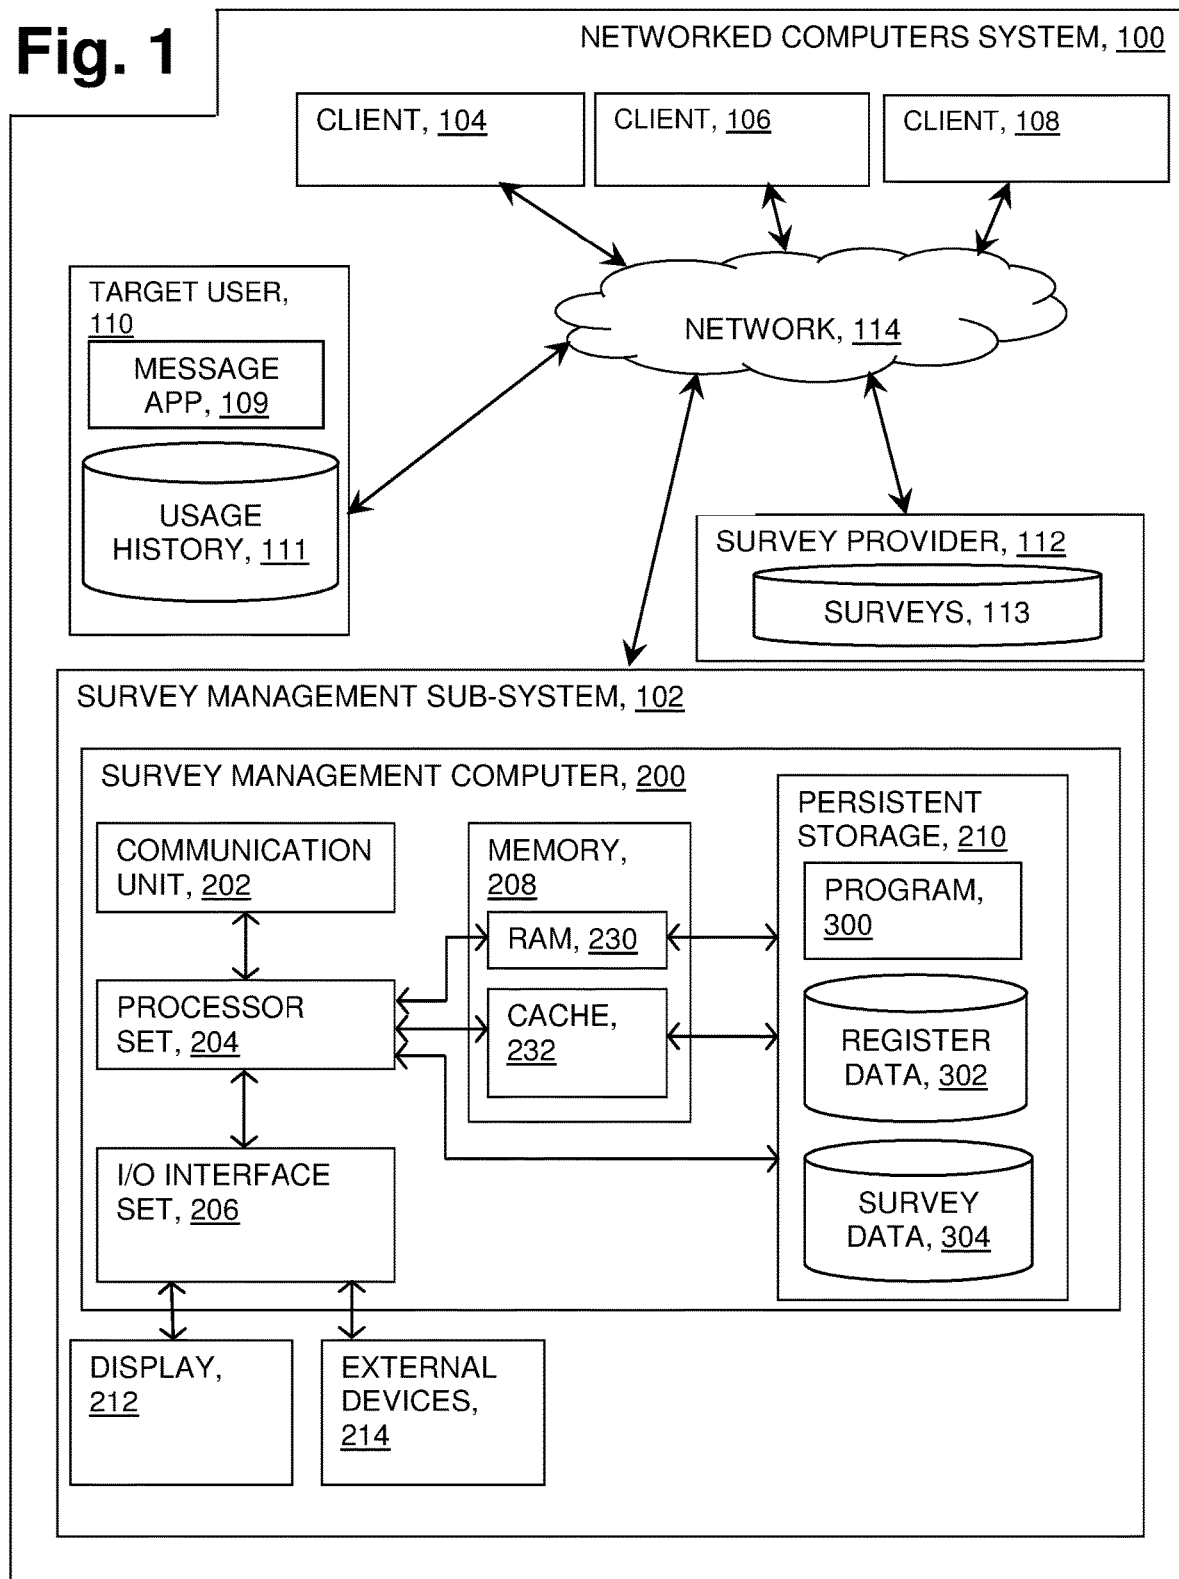 Fig. 1
NETWORKED COMPUTERS SYSTEM, 100
CLIENT, 104
CLIENT, 106
CLIENT, 108
TARGET USER,
110
MESSAGE
APP, 109
USAGE
HISTORY, 111
NETWORK, 114
SURVEY PROVIDER, 112
SURVEYS, 113
SURVEY MANAGEMENT SUB-SYSTEM, 102
SURVEY MANAGEMENT COMPUTER, 200
COMMUNICATION
UNIT, 202
PROCESSOR
SET, 204
I/O INTERFACE
SET, 206
MEMORY,
208
RAM, 230
CACHE,
232
PERSISTENT
STORAGE, 210
PROGRAM,
300
REGISTER
DATA, 302
SURVEY
DATA, 304
DISPLAY,
212
EXTERNAL
DEVICES,
214